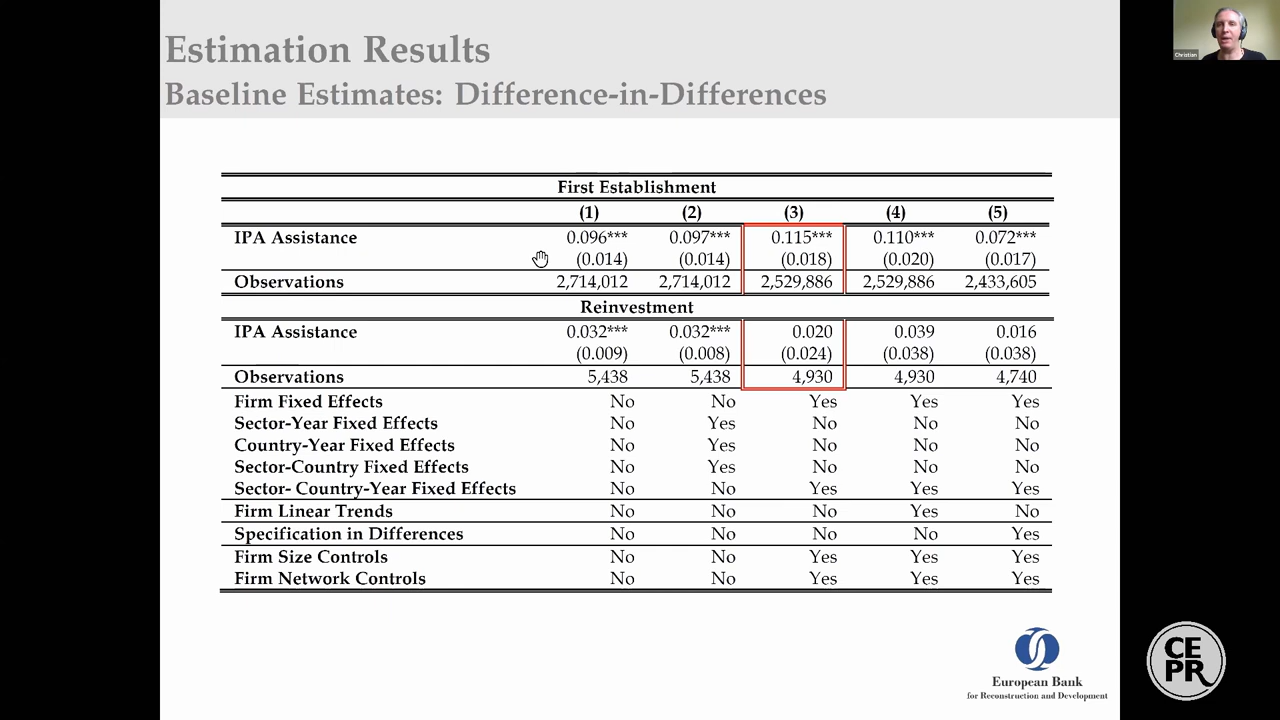 Estimation Results
Baseline Estimates: Difference-in-Differences
Christian
First Establishment
(1) (2) (3) (4) (5)
IPA Assistance 0.096*** 0.097*** 0.115*** 0.110*** 0.072***
(0.014) (0.014) (0.018) (0.020) (0.017)
Observations 2,714,012 2,714,012 2,529,886 2,529,886 2,433,605
Reinvestment
IPA Assistance 0.032*** 0.032*** 0.020 0.039 0.016
(0.009) (0.008) (0.024) (0.038) (0.038)
Observations 5,438 5,438 4,930 4,930 4,740
Firm Fixed Effects No No Yes Yes Yes
Sector-Year Fixed Effects No Yes No No No
Country-Year Fixed Effects No Yes No No No
Sector-Country Fixed Effects No Yes No No No
Sector- Country-Year Fixed Effects No No Yes Yes Yes
Firm Linear Trends No No No Yes No
Specification in Differences No No No No Yes
Firm Size Controls No No Yes Yes Yes
Firm Network Controls No No Yes Yes Yes
European Bank
for Reconstruction and Development
CE
PR